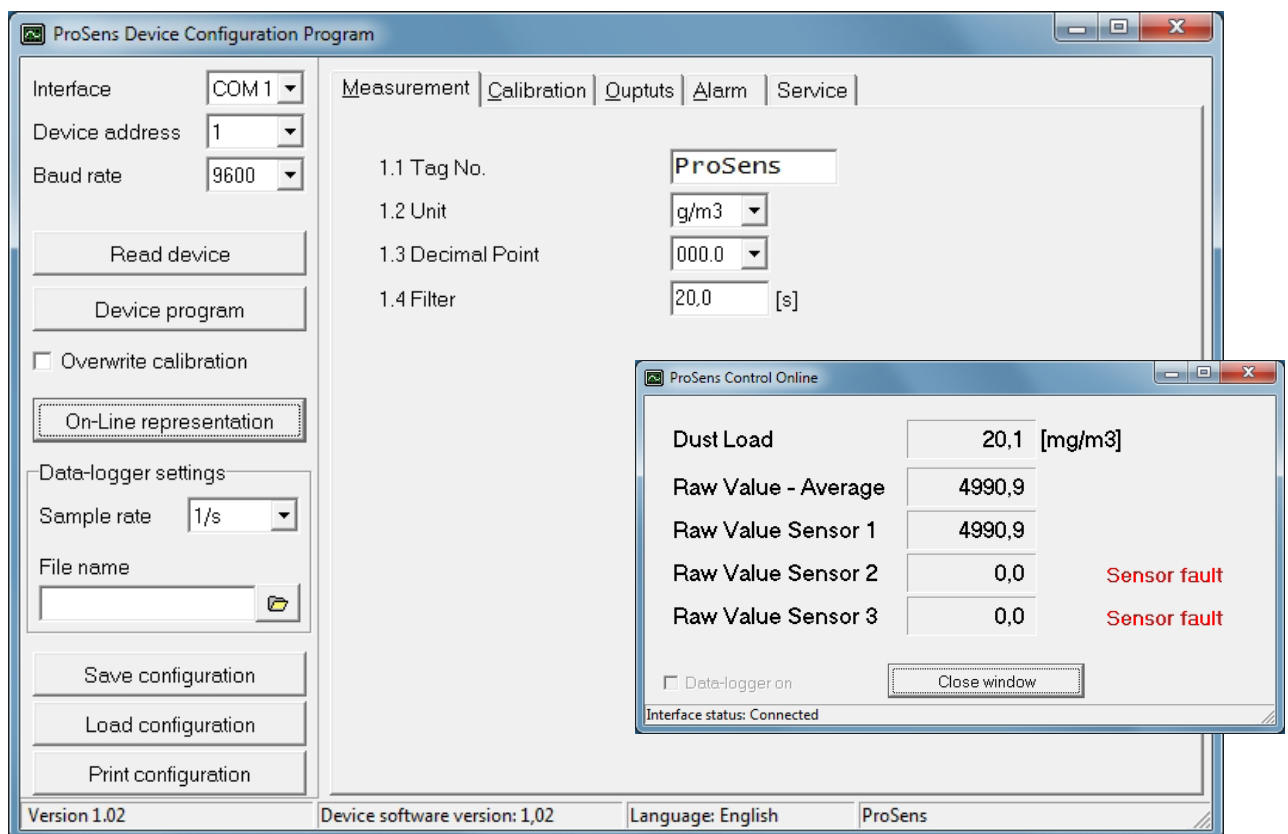 ProSens Device Configuration Program
Interface COM 1
Device address 1
Baud rate 9600
Read device
Device program
Overwrite calibration
On-Line representation
Data-logger settings
Sample rate 1/s
File name
Save configuration
Load configuration
Print configuration
Measurement Calibration Ouptuts Alarm Service
1.1 Tag No. ProSens
1.2 Unit g/m3
1.3 Decimal Point 000.0
1.4 Filter 20,0 [s]
ProSens Control Online
Dust Load 20,1 [mg/m3]
Raw Value - Average 4990,9
Raw Value Sensor 1 4990,9
Raw Value Sensor 2 0,0 Sensor fault
Raw Value Sensor 3 0,0 Sensor fault
Data-logger on Close window
Interface status: Connected
Version 1.02 Device software version: 1,02 Language: English ProSens